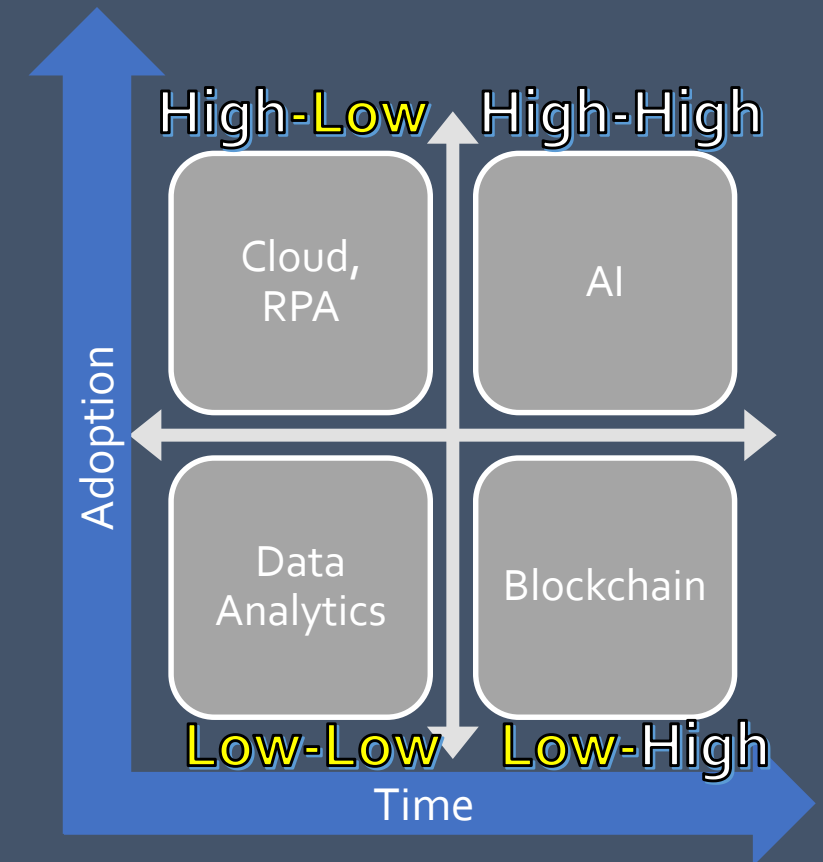 High-Low
High-High
Cloud,
RPA
AI
Adoption
Data
Analytics
Blockchain
Low-Low
Low-High
Time